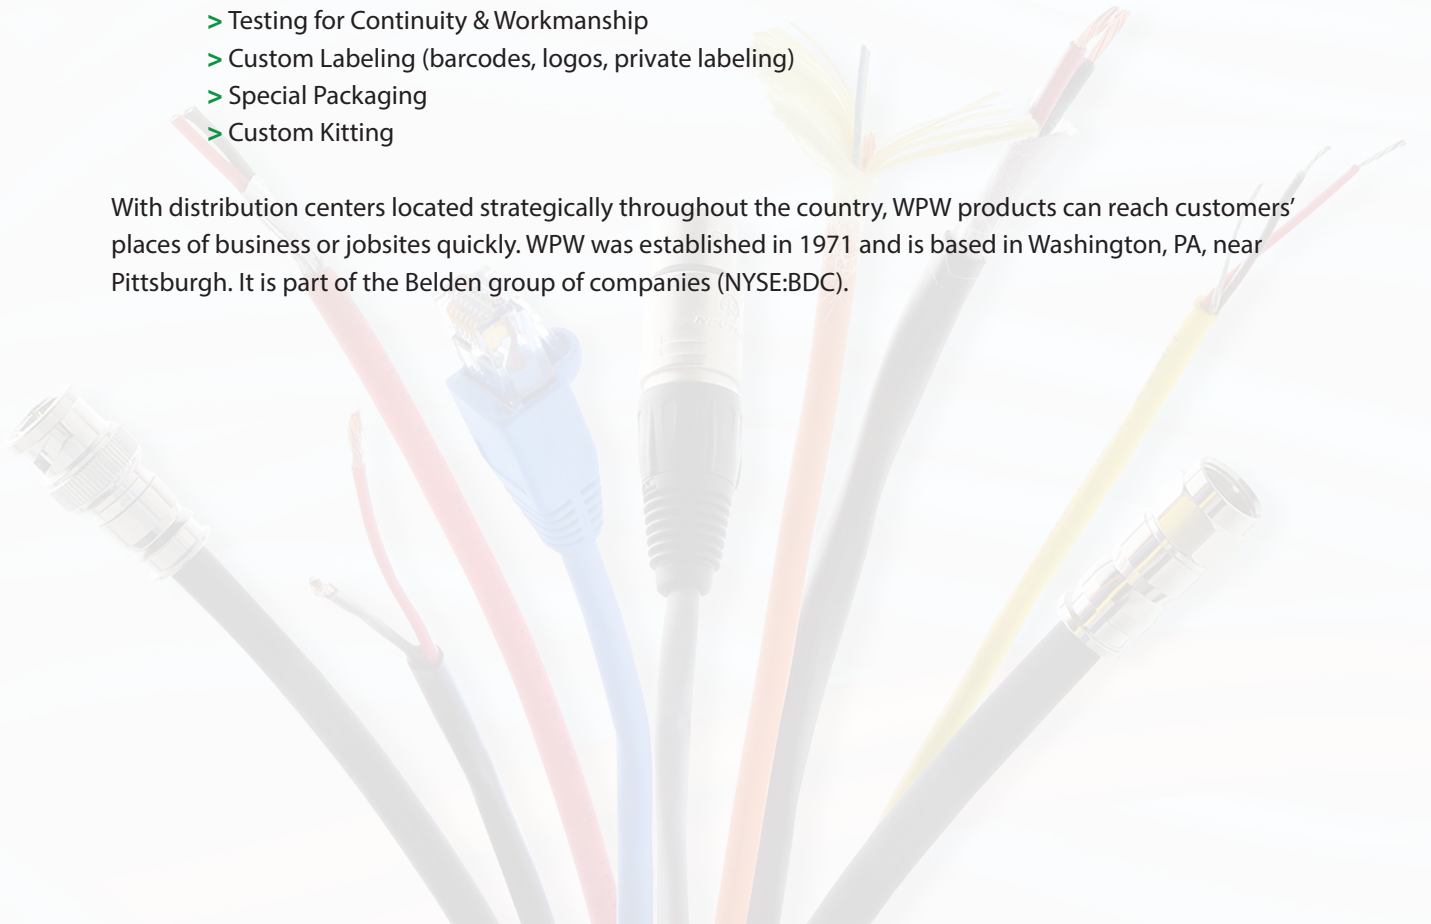 > Testing for Continuity & Workmanship
> Custom Labeling (barcodes, logos, private labeling)
> Special Packaging
> Custom Kitting
With distribution centers located strategically throughout the country, WPW products can reach customers’
places of business or jobsites quickly. WPW was established in 1971 and is based in Washington, PA, near
Pittsburgh. It is part of the Belden group of companies (NYSE:BDC).